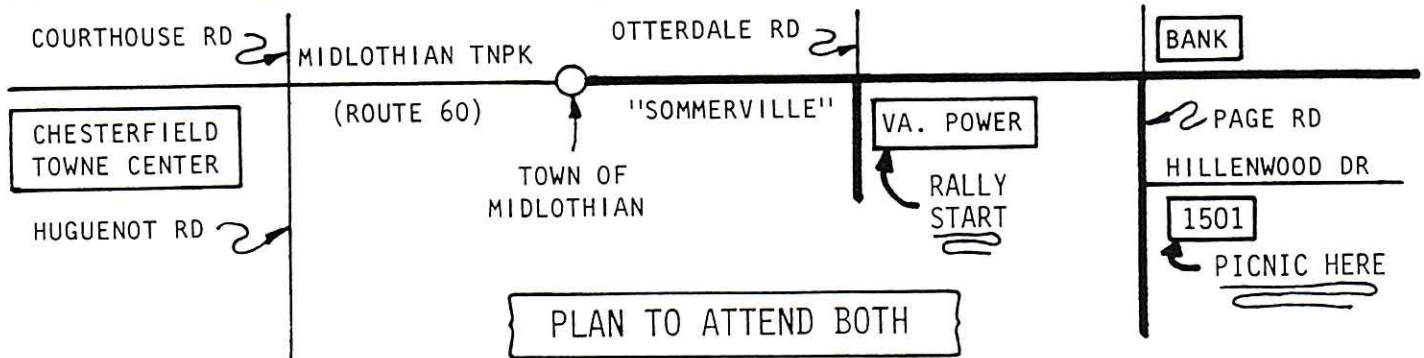 COURTHOUSE RD
MIDLOTHIAN TNPK
(ROUTE 60)
CHESTERFIELD
TOWNE CENTER
HUGUENOT RD
TOWN OF
MIDLOTHIAN
OTTERDALE RD
"SOMMERVILLE"
VA. POWER
RALLY
START
BANK
PAGE RD
HILLENWOOD DR
1501
PICNIC HERE
PLAN TO ATTEND BOTH